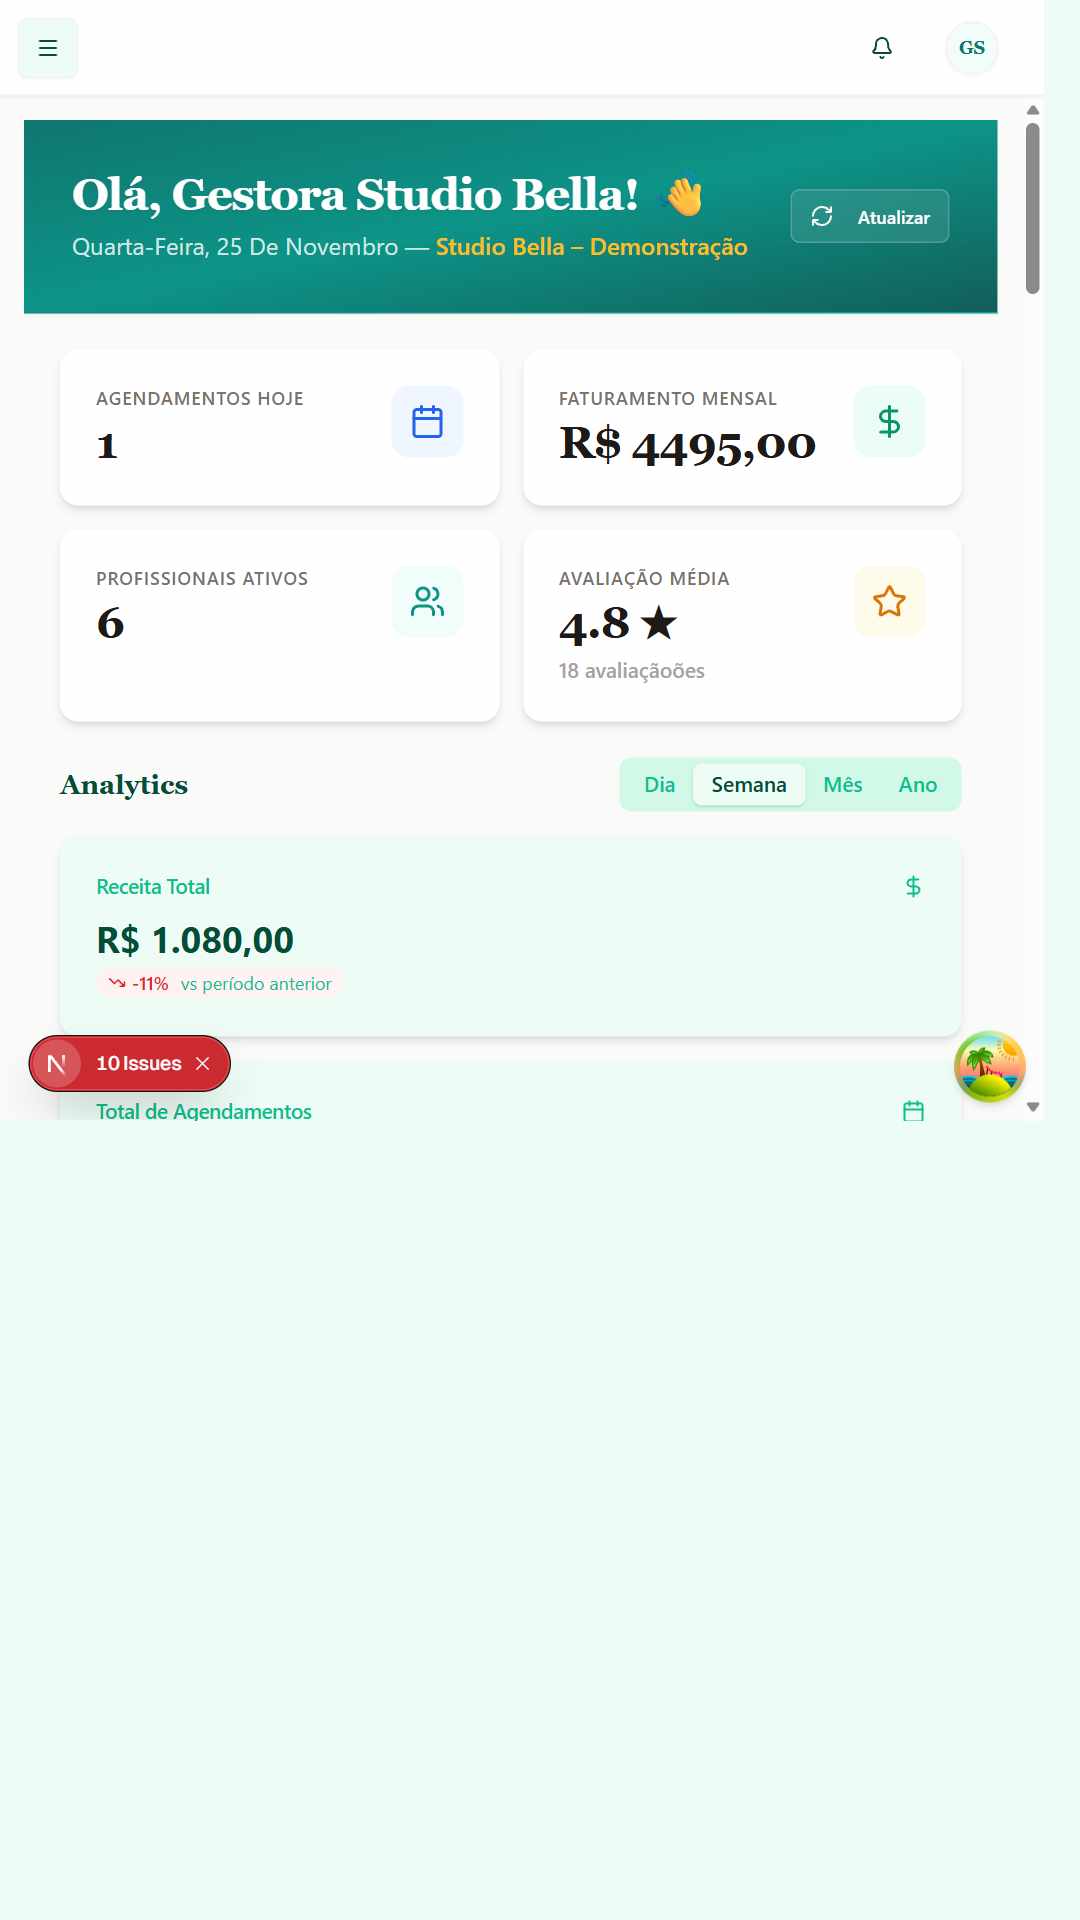 GS
Olá, Gestora Studio Bella! 👋
Quarta-Feira, 25 De Novembro — Studio Bella – Demonstração
Atualizar
AGENDAMENTOS HOJE
1
FATURAMENTO MENSAL
R$ 4495,00
PROFISSIONAIS ATIVOS
6
AVALIAÇÃO MÉDIA
4.8 ★
18 avaliaçãoões
Analytics
Dia Semana Mês Ano
Receita Total
R$ 1.080,00
-11% vs período anterior
N 10 Issues
Total de Agendamentos